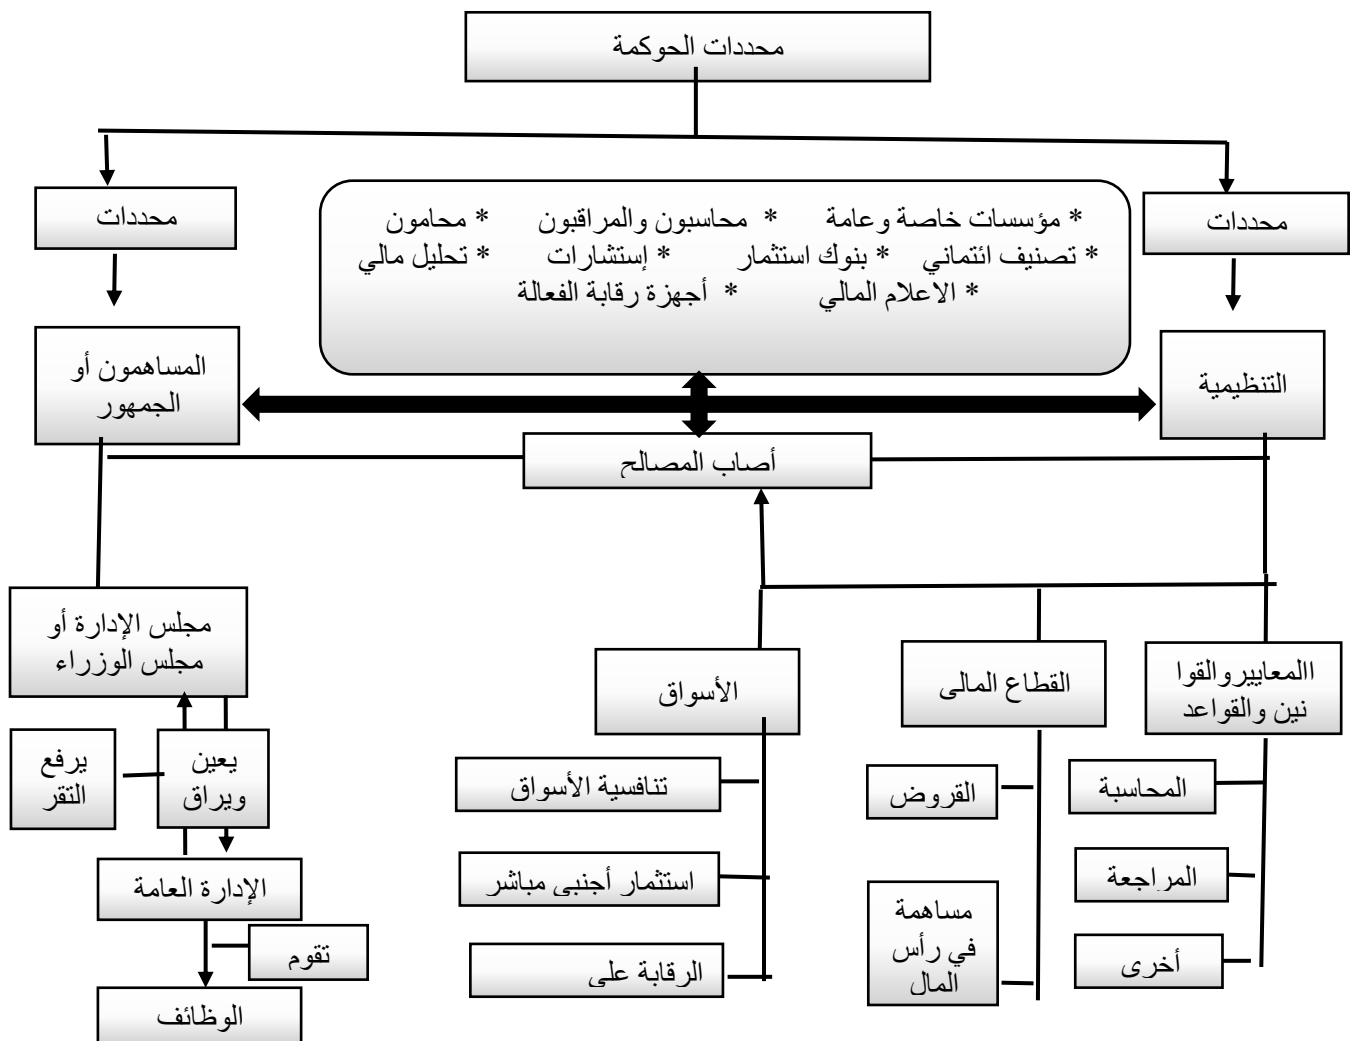 محددات الحوكمة
محددات
* مؤسسات خاصة وعامة * محاسبون والمراقبون * محامون
* تصنيف ائتماني * بنوك استثمار * إستشارات * تحليل مالي
* الاعلام المالي * أجهزة رقابة الفعالة
محددات
التنظيمية
المساهمون أو
الجمهور
أصاب المصالح
مجلس الإدارة أو
مجلس الوزراء
االمعاييروالقوا
نين والقواعد
القطاع المالى
الأسواق
يعين
ويراق
يرفع
التقر
المحاسبة
القروض
تنافسية الأسواق
المراجعة
استثمار أجنبى مباشر
الإدارة العامة
مساهمة
في رأس
المال
أخرى
الرقابة على
تقوم
الوظائف